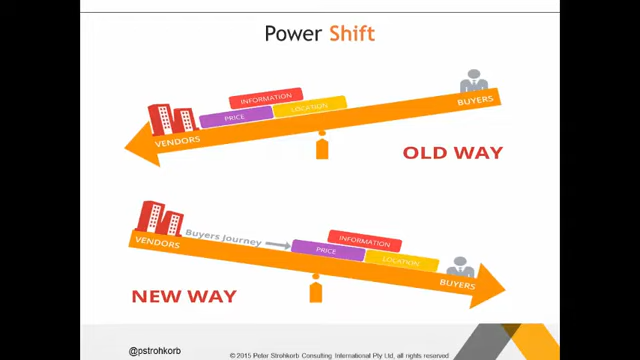 Power Shift
INFORMATION
PRICE
LOCATION
BUYERS
VENDORS
OLD WAY
VENDORS
Buyers Journey
INFORMATION
PRICE
LOCATION
BUYERS
NEW WAY
@pstrohkorb
© 2015 Peter Strohkorb Consulting International Pty Ltd, all rights reserved